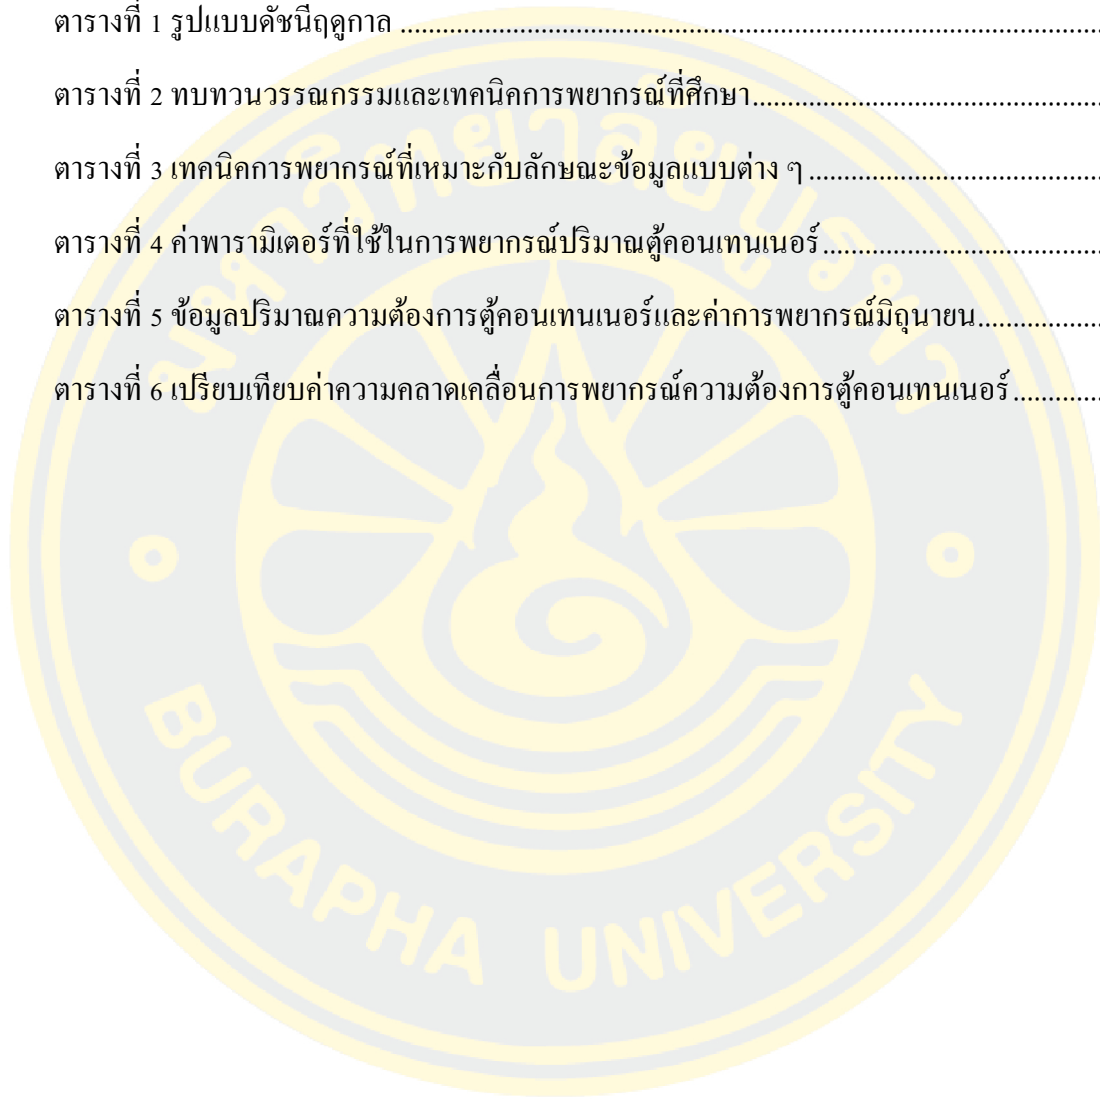 ตารางที่ 1 รูปแบบดัชนีฤดูกาล ....................................................................................................
ตารางที่ 2 ทบทวนวรรณกรรมและเทคนิคการพยากรณ์ที่ศึกษา..................................................
ตารางที่ 3 เทคนิคการพยากรณ์ที่เหมาะกับลักษณะข้อมูลแบบต่าง ๆ ..........................................
ตารางที่ 4 ค่าพารามิเตอร์ที่ใช้ในการพยากรณ์ปริมาณตู้คอนเทนเนอร์........................................
ตารางที่ 5 ข้อมูลปริมาณความต้องการตู้คอนเทนเนอร์และค่าการพยากรณ์มิถุนายน..................
ตารางที่ 6 เปรียบเทียบค่าความคลาดเคลื่อนการพยากรณ์ความต้องการตู้คอนเทนเนอร์.............
มหาวิทยาลัยบูรพา
BURAPHA UNIVERSITY